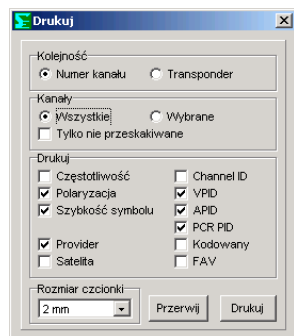 Drukuj
Kolejność
Numer kanału Transponder
Kanały
Wszystkie Wybrane
Tylko nie przeskakiwane
Drukuj
Częstotliwość Channel ID
Polaryzacja VPID
Szybkość symbolu APID
PCR PID
Provider Kodowany
Satelita FAV
Rozmiar czcionki
2 mm Przerwij Drukuj